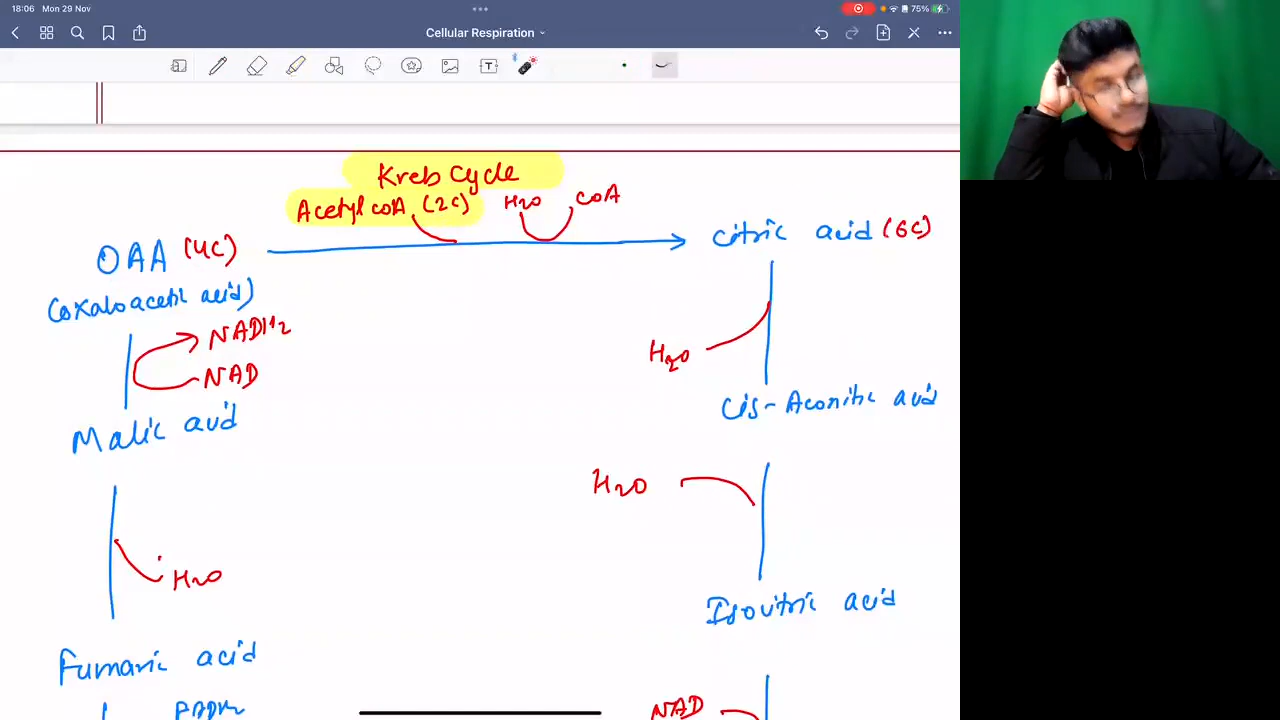 18:06 Mon 29 Nov
75%
Cellular Respiration
Kreb Cycle
Acetyl coA (2C) H2O CoA
OAA (4C)
Citric acid (6C)
(oxaloacetic acid)
NADH2
H2O
NAD
Cis-Aconitic acid
Malic acid
H2O
H2O
Isocitric acid
Fumaric acid
FADH2
NAD